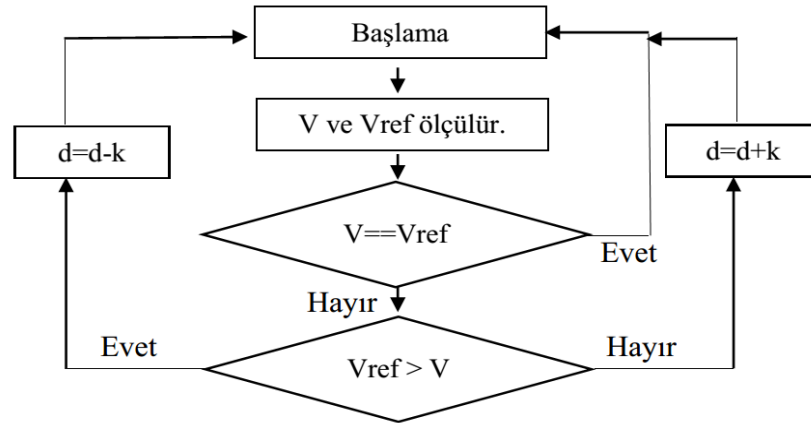 Başlama
V ve Vref ölçülür.
d=d-k
d=d+k
V==Vref
Evet
Hayır
Evet
Vref > V
Hayır